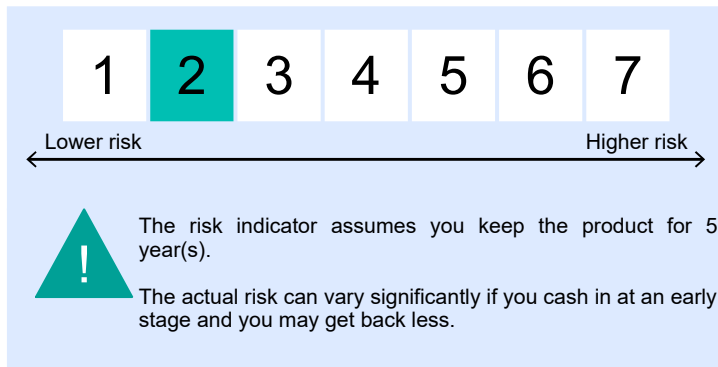 1 2 3 4 5 6 7
Lower risk Higher risk
!
The risk indicator assumes you keep the product for 5
year(s).
The actual risk can vary significantly if you cash in at an early
stage and you may get back less.